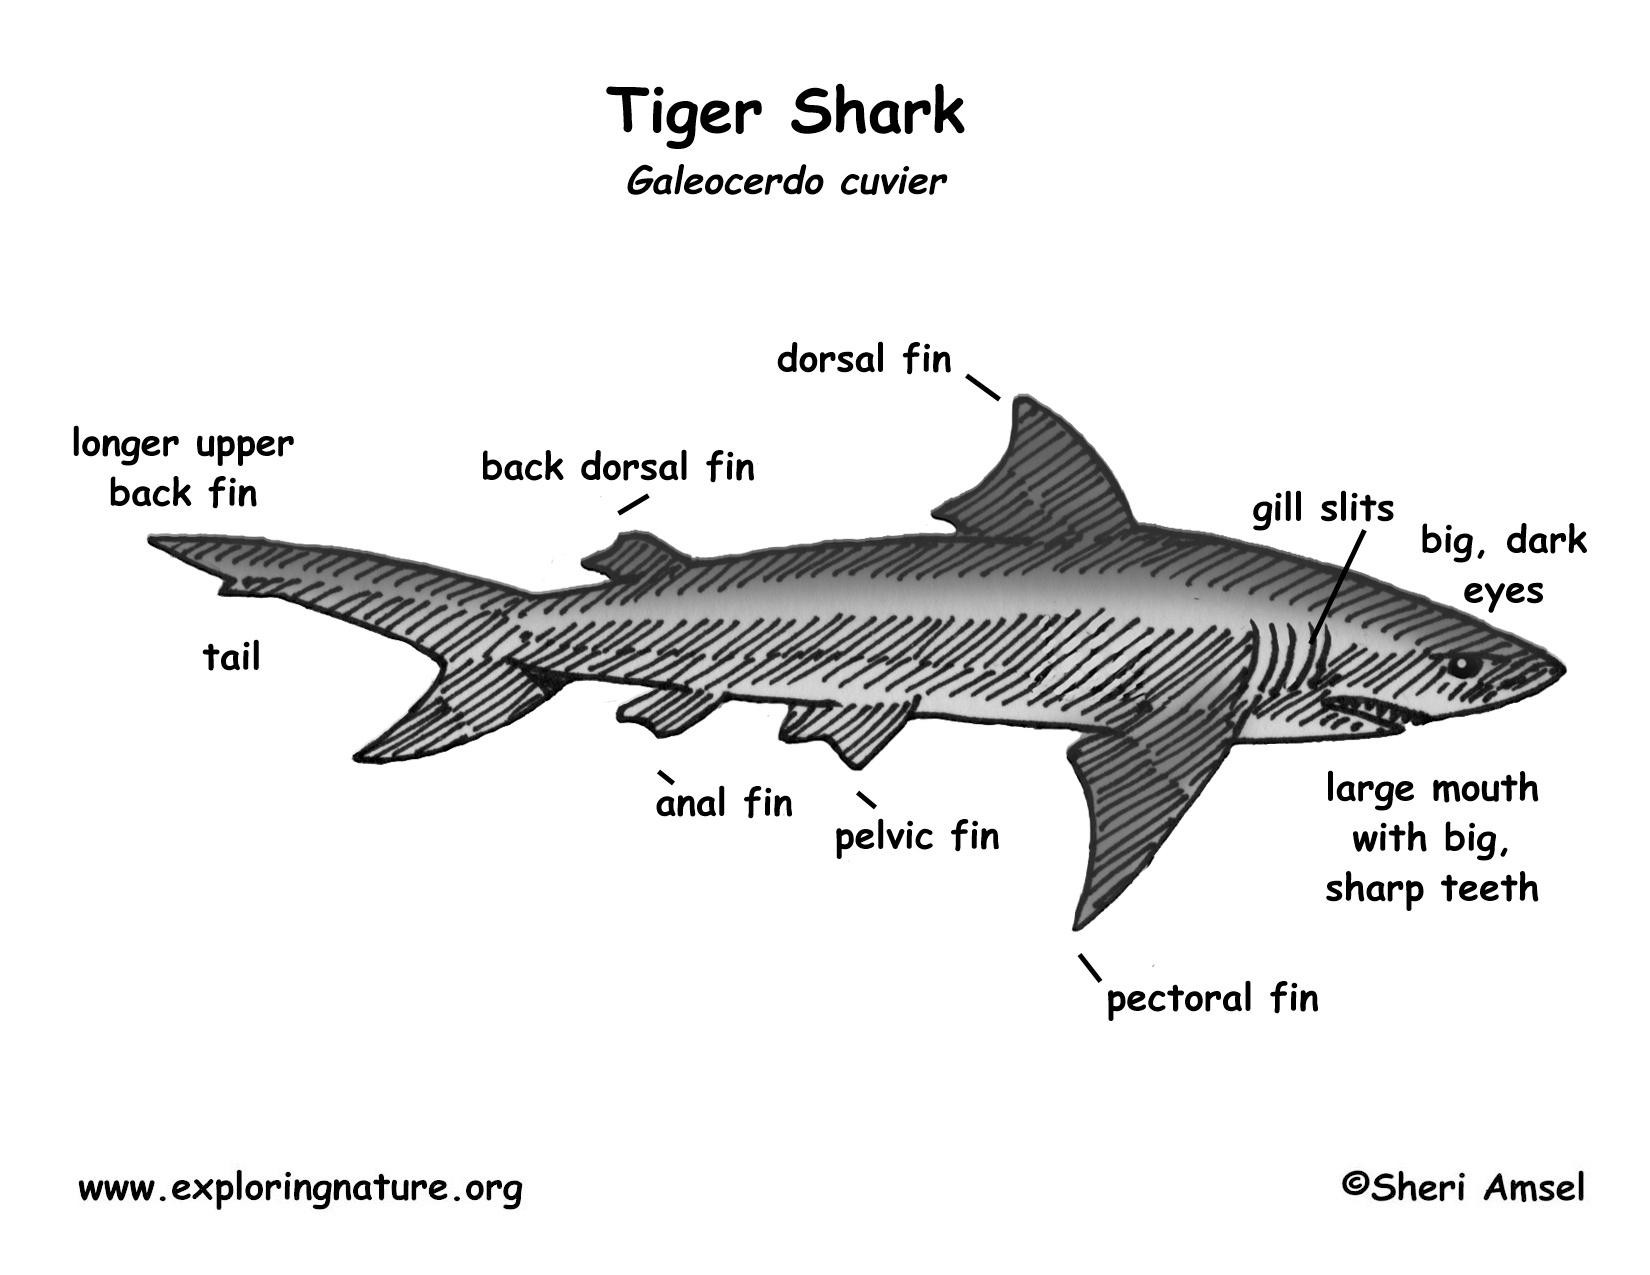 Tiger Shark
Galeocerdo cuvier
dorsal fin
longer upper
back fin
back dorsal fin
gill slits
big, dark
eyes
tail
anal fin
pelvic fin
large mouth
with big,
sharp teeth
pectoral fin
www.exploringnature.org
©Sheri Amsel